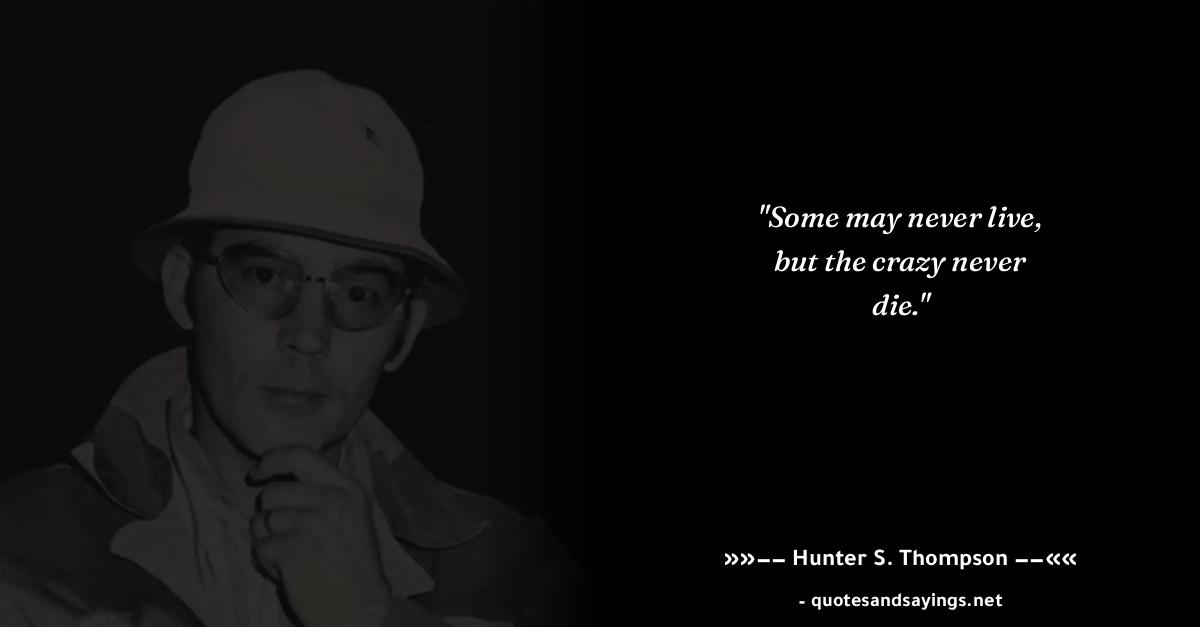 "Some may never live,
but the crazy never
die."
»»−− Hunter S. Thompson −−««
- quotesandsayings.net